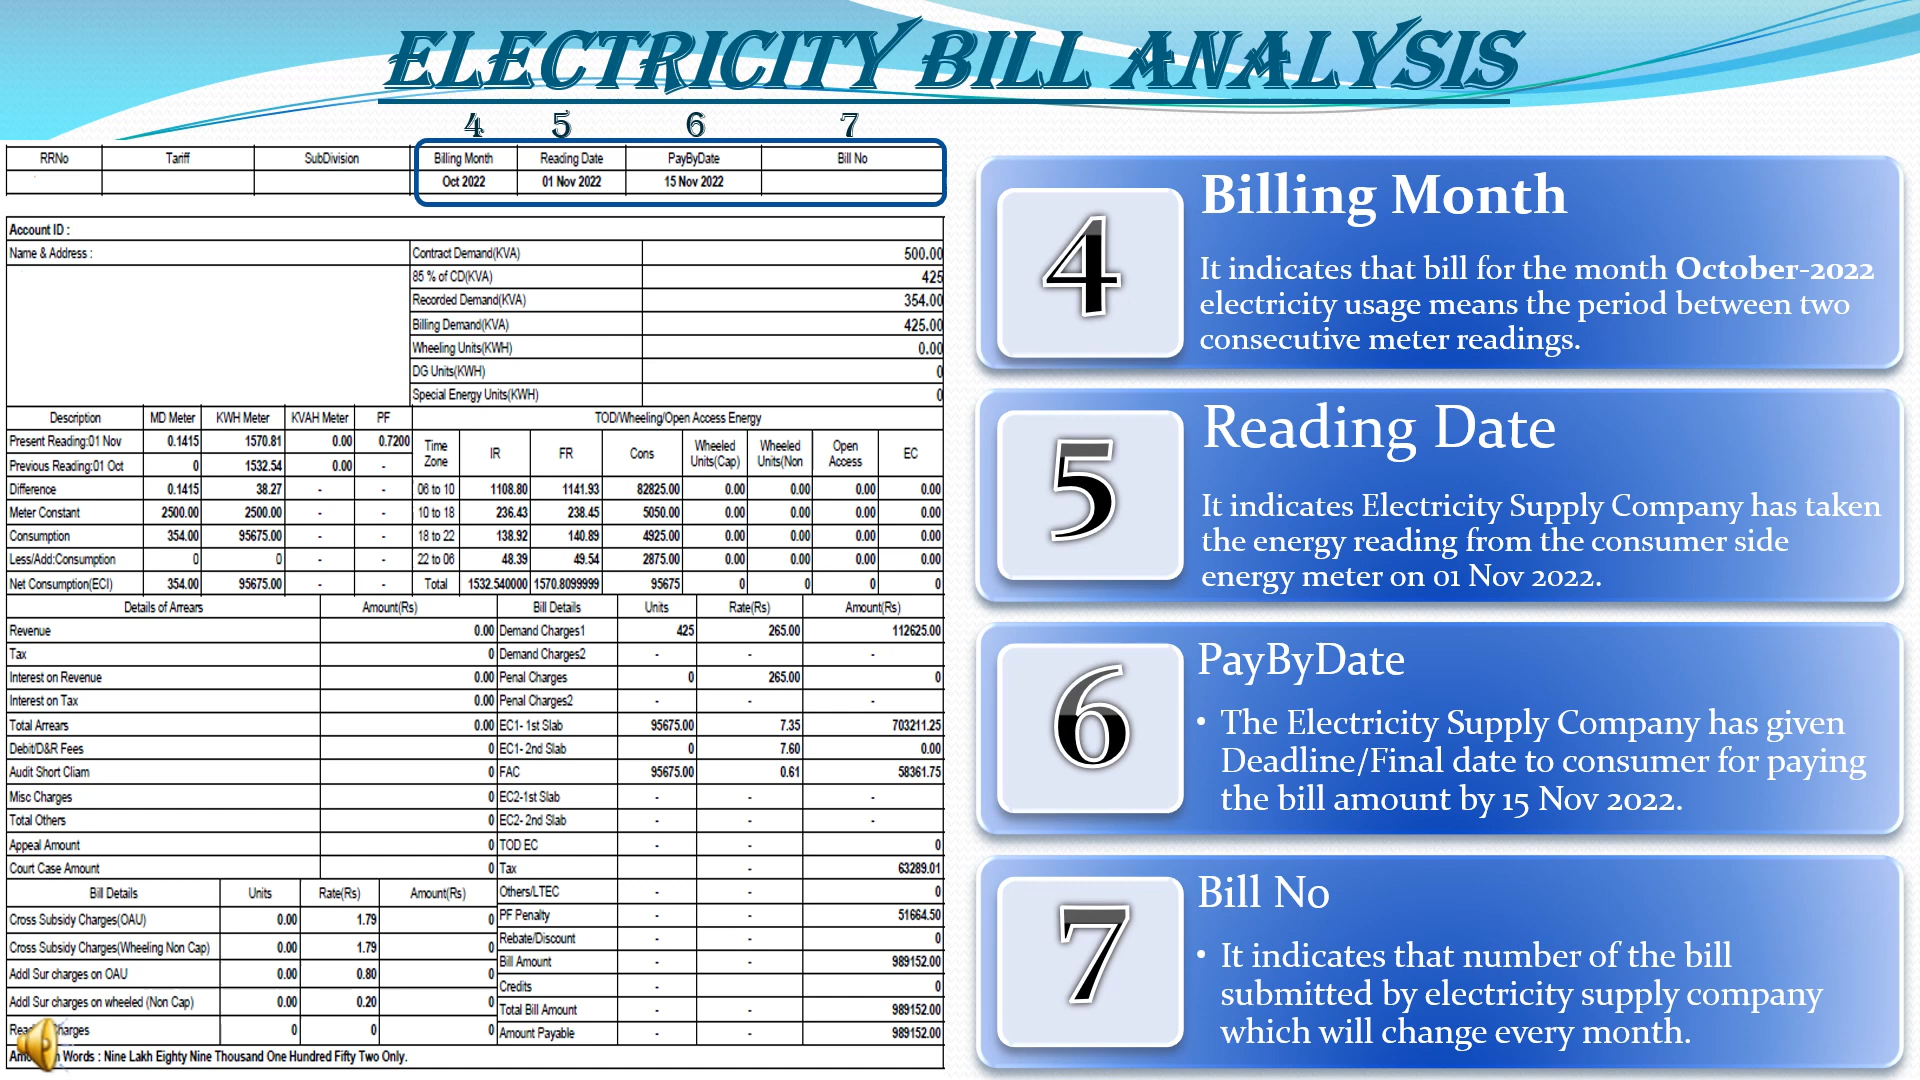 ELECTRICITY BILL ANALYSIS
4 5 6 7
RRNo Tariff SubDivision Billing Month Reading Date PayByDate Bill No
Oct 2022 01 Nov 2022 15 Nov 2022
Account ID :
Name & Address : Contract Demand(KVA) 500.00
85 % of CD(KVA) 425
Recorded Demand(KVA) 354.00
Billing Demand(KVA) 425.00
Wheeling Units(KWH) 0.00
DG Units(KWH) 0
Special Energy Units(KWH) 0
Description MD Meter KWH Meter KVAH Meter PF TOD/Wheeling/Open Access Energy
Present Reading:01 Nov 0.1415 1570.81 0.00 0.7200
Previous Reading:01 Oct 0 1532.54 0.00 -
Time Zone IR FR Cons Wheeled Units(Cap) Wheeled Units(Non Open Access EC
Difference 0.1415 38.27 - - 06 to 10 1108.80 1141.93 82825.00 0.00 0.00 0.00 0.00
Meter Constant 2500.00 2500.00 - - 10 to 18 236.43 238.45 5050.00 0.00 0.00 0.00 0.00
Consumption 354.00 95675.00 - - 18 to 22 138.92 140.89 4925.00 0.00 0.00 0.00 0.00
Less/Add:Consumption 0 0 - - 22 to 06 48.39 49.54 2875.00 0.00 0.00 0.00 0.00
Net Consumption(ECI) 354.00 95675.00 - - Total 1532.540000 1570.8099999 95675 0 0 0 0
Details of Arrears Amount(Rs) Bill Details Units Rate(Rs) Amount(Rs)
Revenue 0.00 Demand Charges1 425 265.00 112625.00
Tax 0 Demand Charges2 - - -
Interest on Revenue 0.00 Penal Charges 0 265.00 0
Interest on Tax 0.00 Penal Charges2 - - -
Total Arrears 0.00 EC1- 1st Slab 95675.00 7.35 703211.25
Debit/D&R Fees 0 EC1- 2nd Slab 0 7.60 0.00
Audit Short Cliam 0 FAC 95675.00 0.61 58361.75
Misc Charges 0 EC2-1st Slab - - -
Total Others 0 EC2- 2nd Slab - - -
Appeal Amount 0 TOD EC - - 0
Court Case Amount 0 Tax - 63289.01
Bill Details Units Rate(Rs) Amount(Rs) Others/LTEC - - 0
Cross Subsidy Charges(OAU) 0.00 1.79 0 PF Penalty - - 51664.50
Rebate/Discount - - 0
Cross Subsidy Charges(Wheeling Non Cap) 0.00 1.79 0 Bill Amount - - 989152.00
Addl Sur charges on OAU 0.00 0.80 0 Credits - 0
Addl Sur charges on wheeled (Non Cap) 0.00 0.20 0 Total Bill Amount - - 989152.00
harges 0 0 0 Amount Payable - - 989152.00
Words : Nine Lakh Eighty Nine Thousand One Hundred Fifty Two Only.
4
Billing Month
It indicates that bill for the month October-2022
electricity usage means the period between two
consecutive meter readings.
5
Reading Date
It indicates Electricity Supply Company has taken
the energy reading from the consumer side
energy meter on 01 Nov 2022.
6
PayByDate
• The Electricity Supply Company has given
Deadline/Final date to consumer for paying
the bill amount by 15 Nov 2022.
7
Bill No
• It indicates that number of the bill
submitted by electricity supply company
which will change every month.